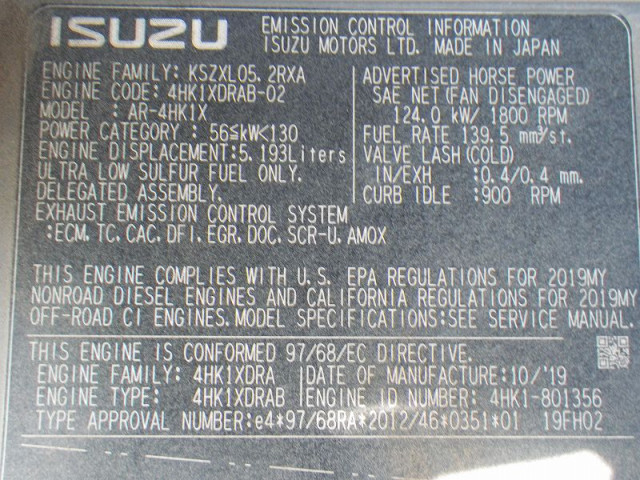 ISUZU
EMISSION CONTROL INFORMATION
ISUZU MOTORS LTD. MADE IN JAPAN
ENGINE FAMILY: KSZXL05.2RXA
ENGINE CODE: 4HK1XDRAB-02
MODEL : AR-4HK1X
POWER CATEGORY : 56≦kW<130
ENGINE DISPLACEMENT:5.193Liters
ULTRA LOW SULFUR FUEL ONLY.
DELEGATED ASSEMBLY.
ADVERTISED HORSE POWER
SAE NET(FAN DISENGAGED)
124.0 kW/ 1800 RPM
FUEL RATE 139.5 mm³/st.
VALVE LASH(COLD)
IN/EXH :0.4/0.4 mm.
CURB IDLE :900 RPM
EXHAUST EMISSION CONTROL SYSTEM
:ECM, TC, CAC, DFI, EGR, DOC, SCR-U, AMOX
THIS ENGINE COMPLIES WITH U.S. EPA REGULATIONS FOR 2019MY
NONROAD DIESEL ENGINES AND CALIFORNIA REGULATIONS FOR 2019MY
OFF-ROAD CI ENGINES. MODEL SPECIFICATIONS:SEE SERVICE MANUAL.
THIS ENGINE IS CONFORMED 97/68/EC DIRECTIVE.
ENGINE FAMILY: 4HK1XDRA DATE OF MANUFACTURE:10/'19
ENGINE TYPE: 4HK1XDRAB ENGINE ID NUMBER: 4HK1-801356
TYPE APPROVAL NUMBER:e4*97/68RA*2012/46*0351*01 19FH02